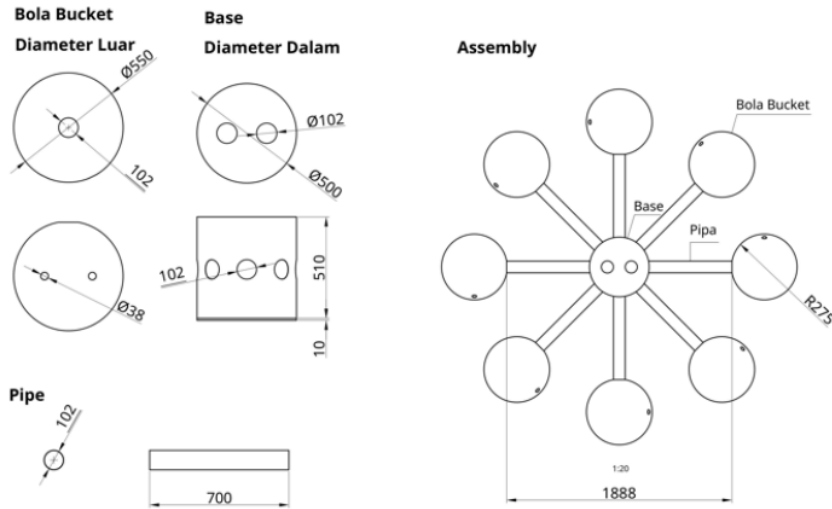 Bola Bucket
Diameter Luar
Ø550
102
Ø38
Base
Diameter Dalam
Ø102
Ø500
102
510
10
Pipe
102
700
Assembly
Bola Bucket
Base
Pipa
R275
1:20
1888